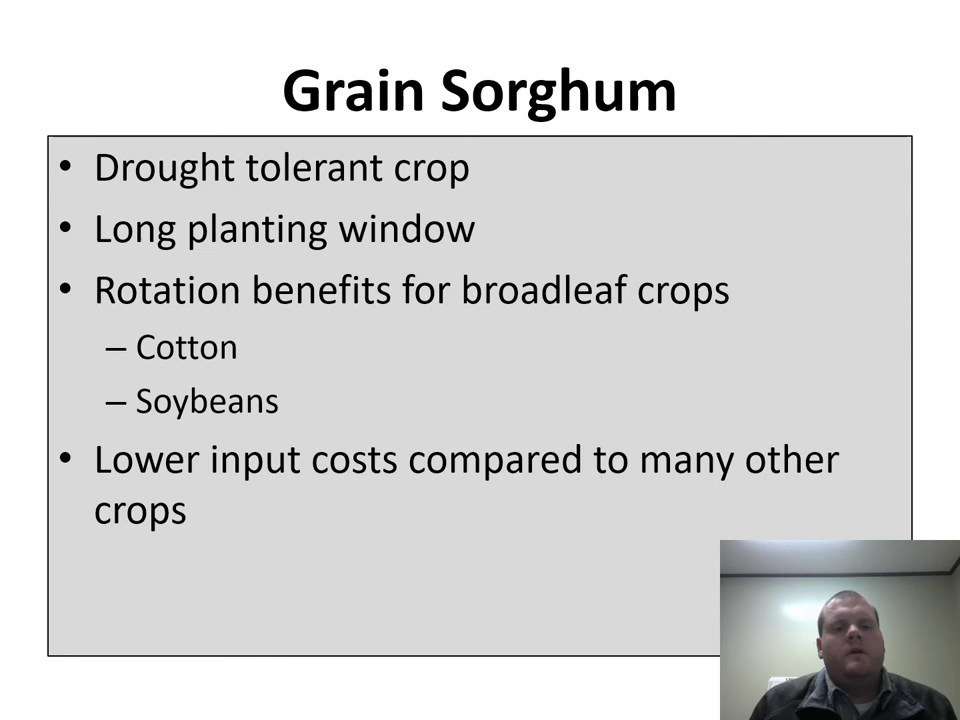 Grain Sorghum
• Drought tolerant crop
• Long planting window
• Rotation benefits for broadleaf crops
– Cotton
– Soybeans
• Lower input costs compared to many other
crops